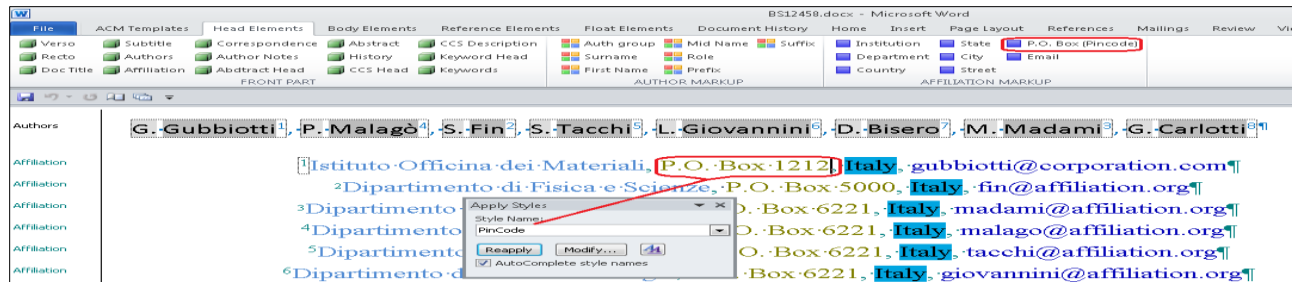 BS12458.docx - Microsoft Word
File ACM Templates Head Elements Body Elements Reference Elements Float Elements Document History Home Insert Page Layout References Mailings Review
Verso Subtitle Correspondence Abstract CCS Description Auth group Mid Name Suffix Institution State P.O. Box (Pincode)
Recto Authors Author Notes History Keyword Head Surname Role Department City Email
Doc Title Affiliation Abdtract Head CCS Head Keywords First Name Prefix Country Street
FRONT PART AUTHOR MARKUP AFFILIATION MARKUP
Authors G.·Gubbiotti¹,·P.·Malagò⁴,·S.·Fin²,·S.·Tacchi⁵,·L.·Giovannini⁶,·D.·Bisero⁷,·M.·Madami³,·G.·Carlotti⁸¶
Affiliation ¹Istituto·Officina·dei·Materiali,·P.O.·Box·1212,·Italy,·gubbiotti@corporation.com¶
Affiliation ²Dipartimento·di·Fisica·e·Scienze,·P.O.·Box·5000,·Italy,·fin@affiliation.org¶
Affiliation ³Dipartimento· O.·Box·6221,·Italy,·madami@affiliation.org¶
Affiliation ⁴Dipartimento O.·Box·6221,·Italy,·malago@affiliation.org¶
Affiliation ⁵Dipartimento O.·Box·6221,·Italy,·tacchi@affiliation.org¶
Affiliation ⁶Dipartimento·d Box·6221,·Italy,·giovannini@affiliation.org¶
Apply Styles
Style Name:
PinCode
Reapply Modify...
AutoComplete style names